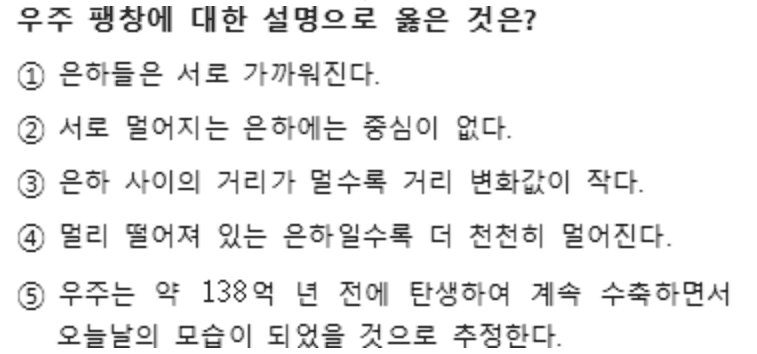 우주 팽창에 대한 설명으로 옳은 것은?
① 은하들은 서로 가까워진다.
② 서로 멀어지는 은하에는 중심이 없다.
③ 은하 사이의 거리가 멀수록 거리 변화값이 작다.
④ 멀리 떨어져 있는 은하일수록 더 천천히 멀어진다.
⑤ 우주는 약 138억 년 전에 탄생하여 계속 수축하면서
오늘날의 모습이 되었을 것으로 추정한다.